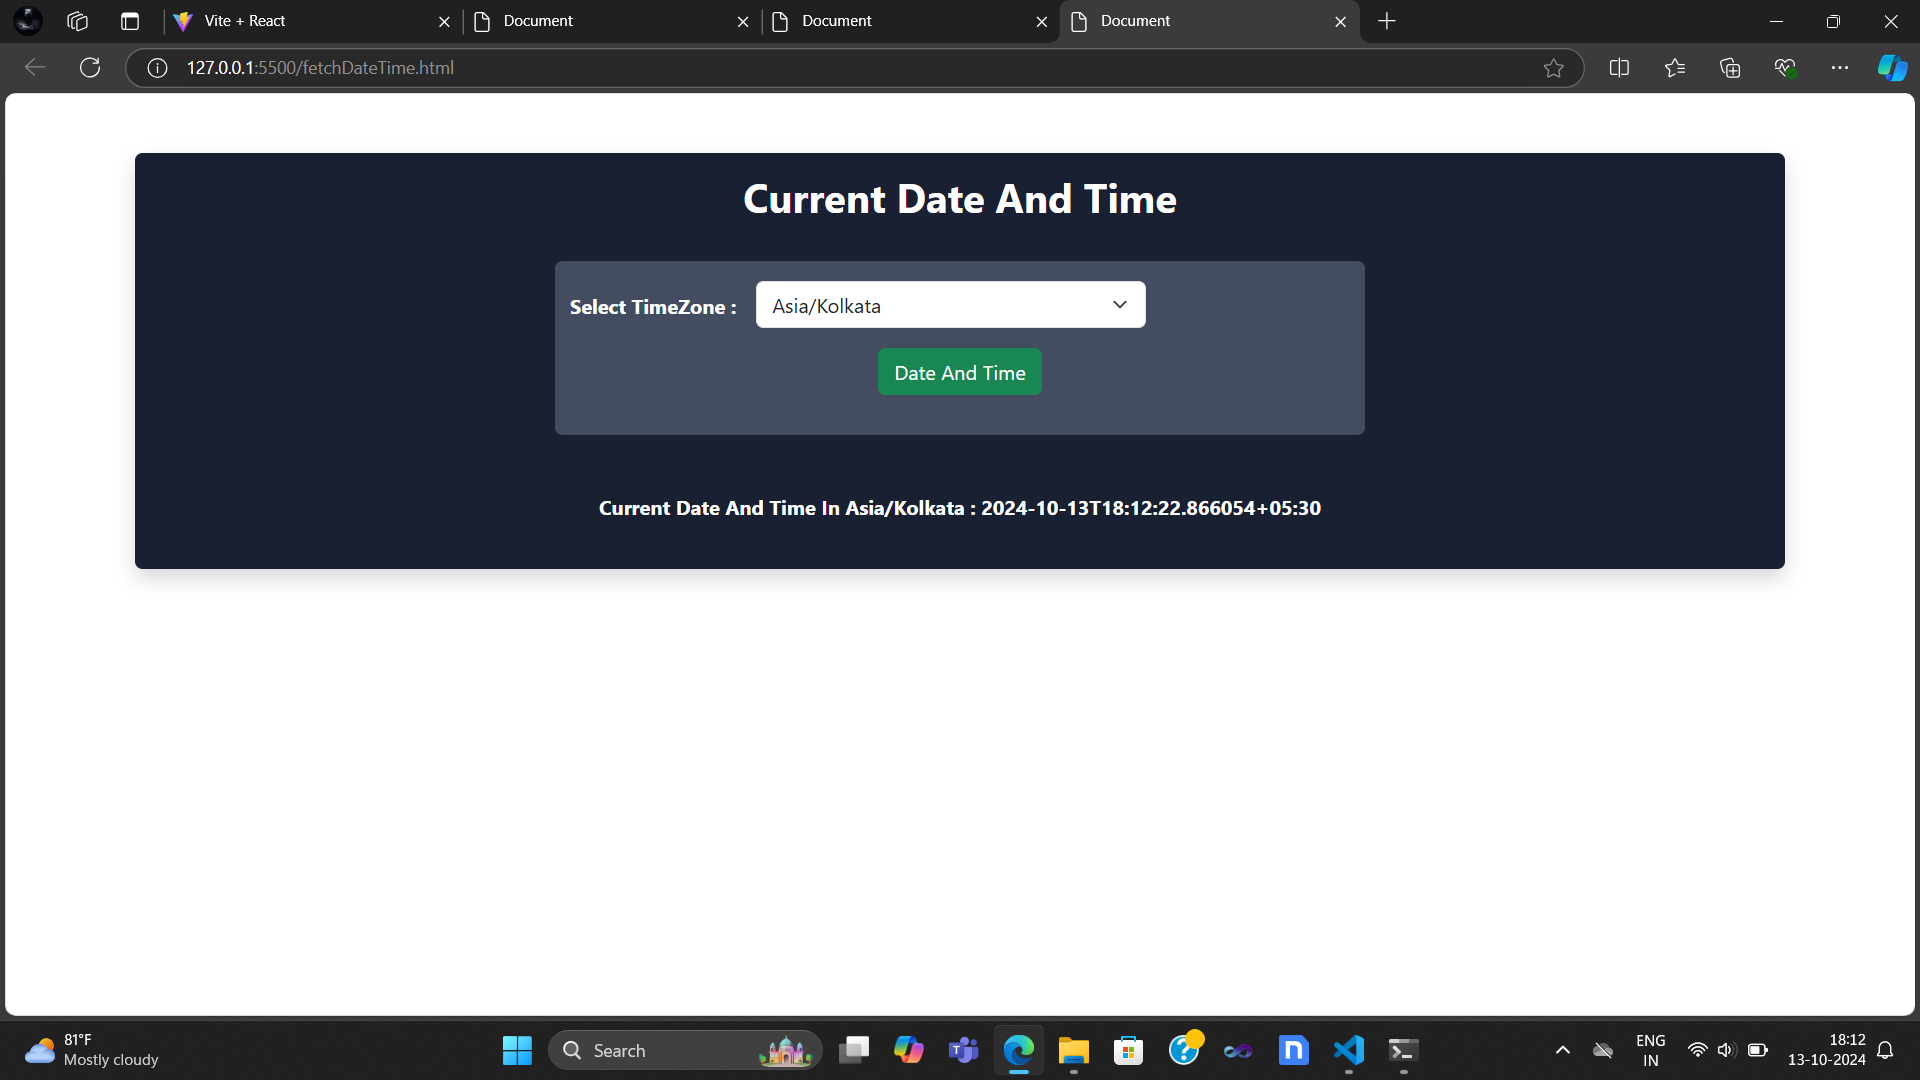 Vite + React
Document
Document
Document
127.0.0.1:5500/fetchDateTime.html
Current Date And Time
Select TimeZone :
Asia/Kolkata
Date And Time
Current Date And Time In Asia/Kolkata : 2024-10-13T18:12:22.866054+05:30
81°F
Mostly cloudy
Search
ENG
IN
18:12
13-10-2024